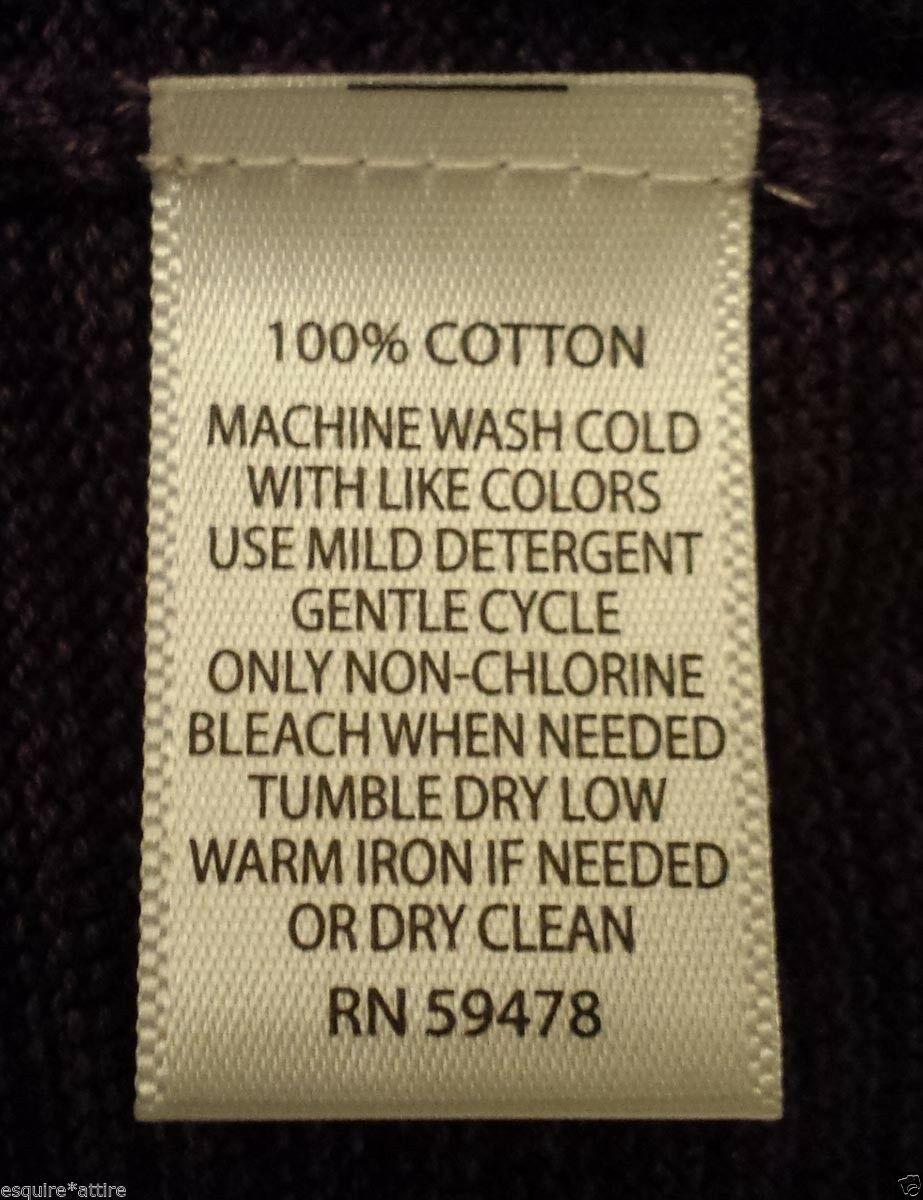 100% COTTON
MACHINE WASH COLD
WITH LIKE COLORS
USE MILD DETERGENT
GENTLE CYCLE
ONLY NON-CHLORINE
BLEACH WHEN NEEDED
TUMBLE DRY LOW
WARM IRON IF NEEDED
OR DRY CLEAN
RN 59478
esquire*attire